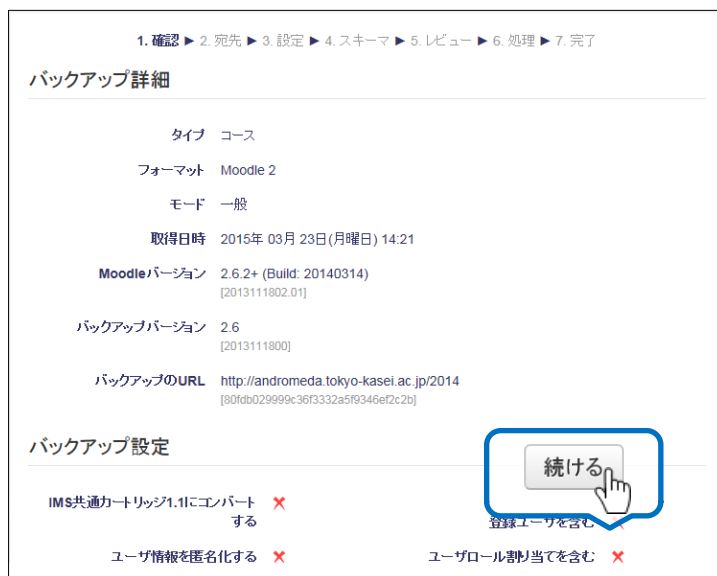 1. 確認 ▶ 2. 宛先 ▶ 3. 設定 ▶ 4. スキーマ ▶ 5. レビュー ▶ 6. 処理 ▶ 7. 完了
バックアップ詳細
タイプ コース
フォーマット Moodle 2
モード 一般
取得日時 2015年 03月 23日(月曜日) 14:21
Moodleバージョン 2.6.2+ (Build: 20140314)
[2013111802.01]
バックアップバージョン 2.6
[2013111800]
バックアップのURL http://andromeda.tokyo-kasei.ac.jp/2014
[80fdb029999c36f3332a5f9346ef2c2b]
バックアップ設定
続ける
IMS共通カートリッジ1.1にコンバート
する
登録ユーザを含む
ユーザ情報を匿名化する
ユーザロール割り当てを含む